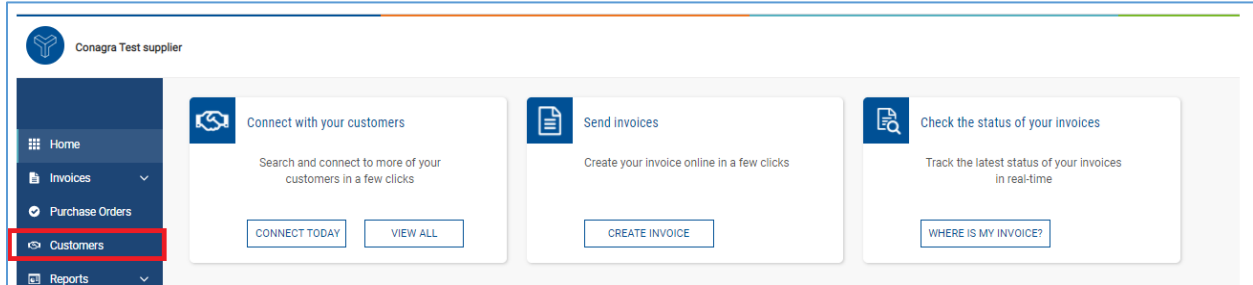 Conagra Test supplier
Home
Invoices
Purchase Orders
Customers
Reports
Connect with your customers
Search and connect to more of your
customers in a few clicks
CONNECT TODAY
VIEW ALL
Send invoices
Create your invoice online in a few clicks
CREATE INVOICE
Check the status of your invoices
Track the latest status of your invoices
in real-time
WHERE IS MY INVOICE?